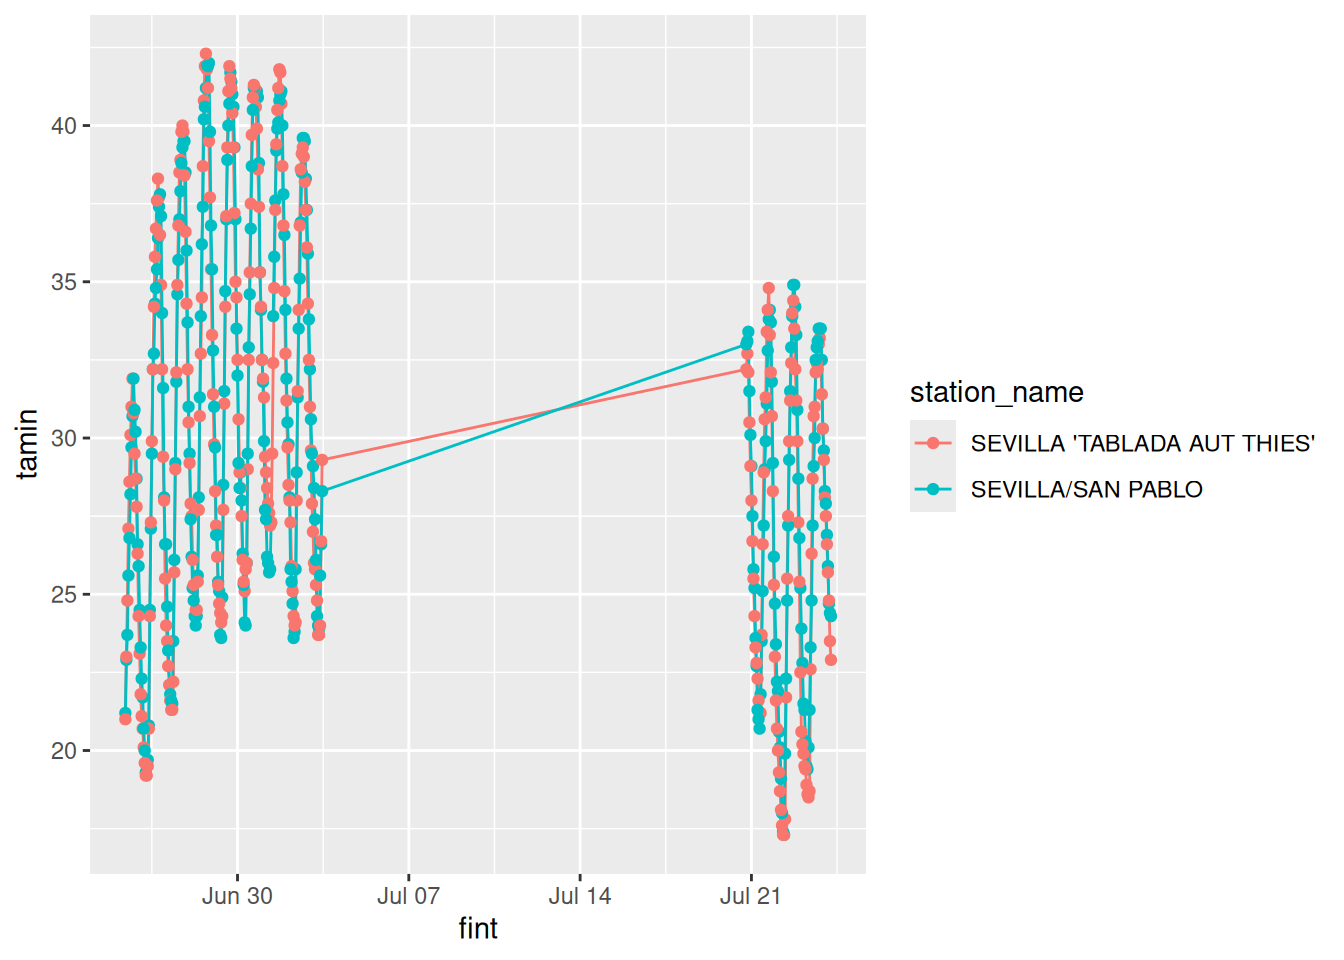 40
35
30
25
20
tamin
Jun 30
Jul 07
Jul 14
Jul 21
fint
station_name
SEVILLA 'TABLADA AUT THIES'
SEVILLA/SAN PABLO